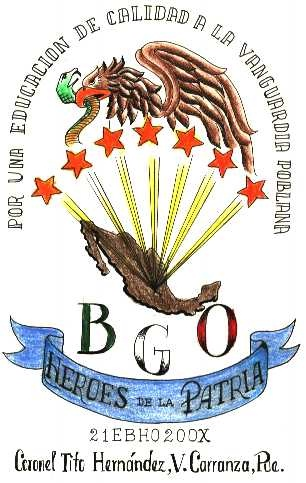 POR UNA EDUCACION DE CALIDAD A LA VANGUARDIA POBLANA
BGO
HEROES DE LA PATRIA
21EBH0200X
Coronel Tito Hernández, V. Carranza, Pue.